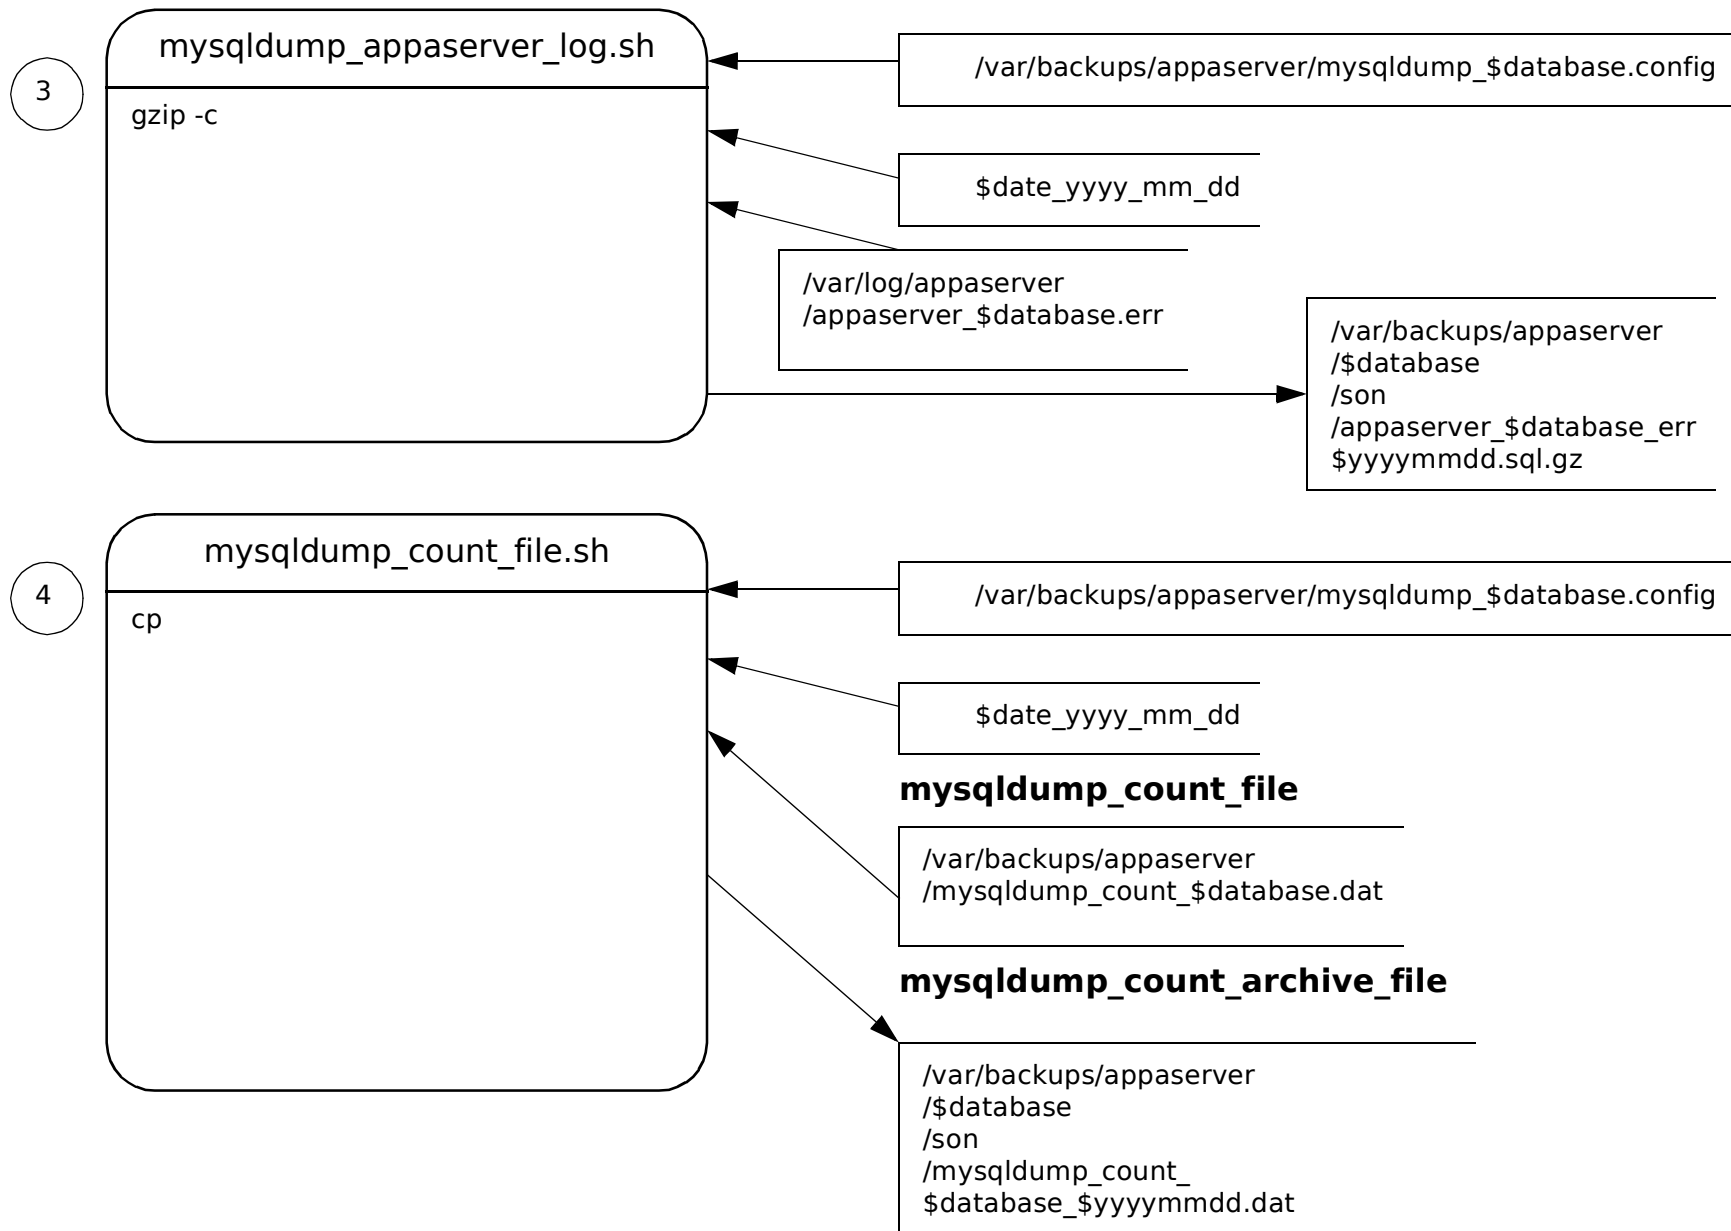 3
mysqldump_appaserver_log.sh
gzip -c
/var/backups/appaserver/mysqldump_$database.config
$date_yyyy_mm_dd
/var/log/appaserver
/appaserver_$database.err
/var/backups/appaserver
/$database
/son
/appaserver_$database_err
$yyyymmdd.sql.gz
4
mysqldump_count_file.sh
cp
/var/backups/appaserver/mysqldump_$database.config
$date_yyyy_mm_dd
mysqldump_count_file
/var/backups/appaserver
/mysqldump_count_$database.dat
mysqldump_count_archive_file
/var/backups/appaserver
/$database
/son
/mysqldump_count_
$database_$yyyymmdd.dat